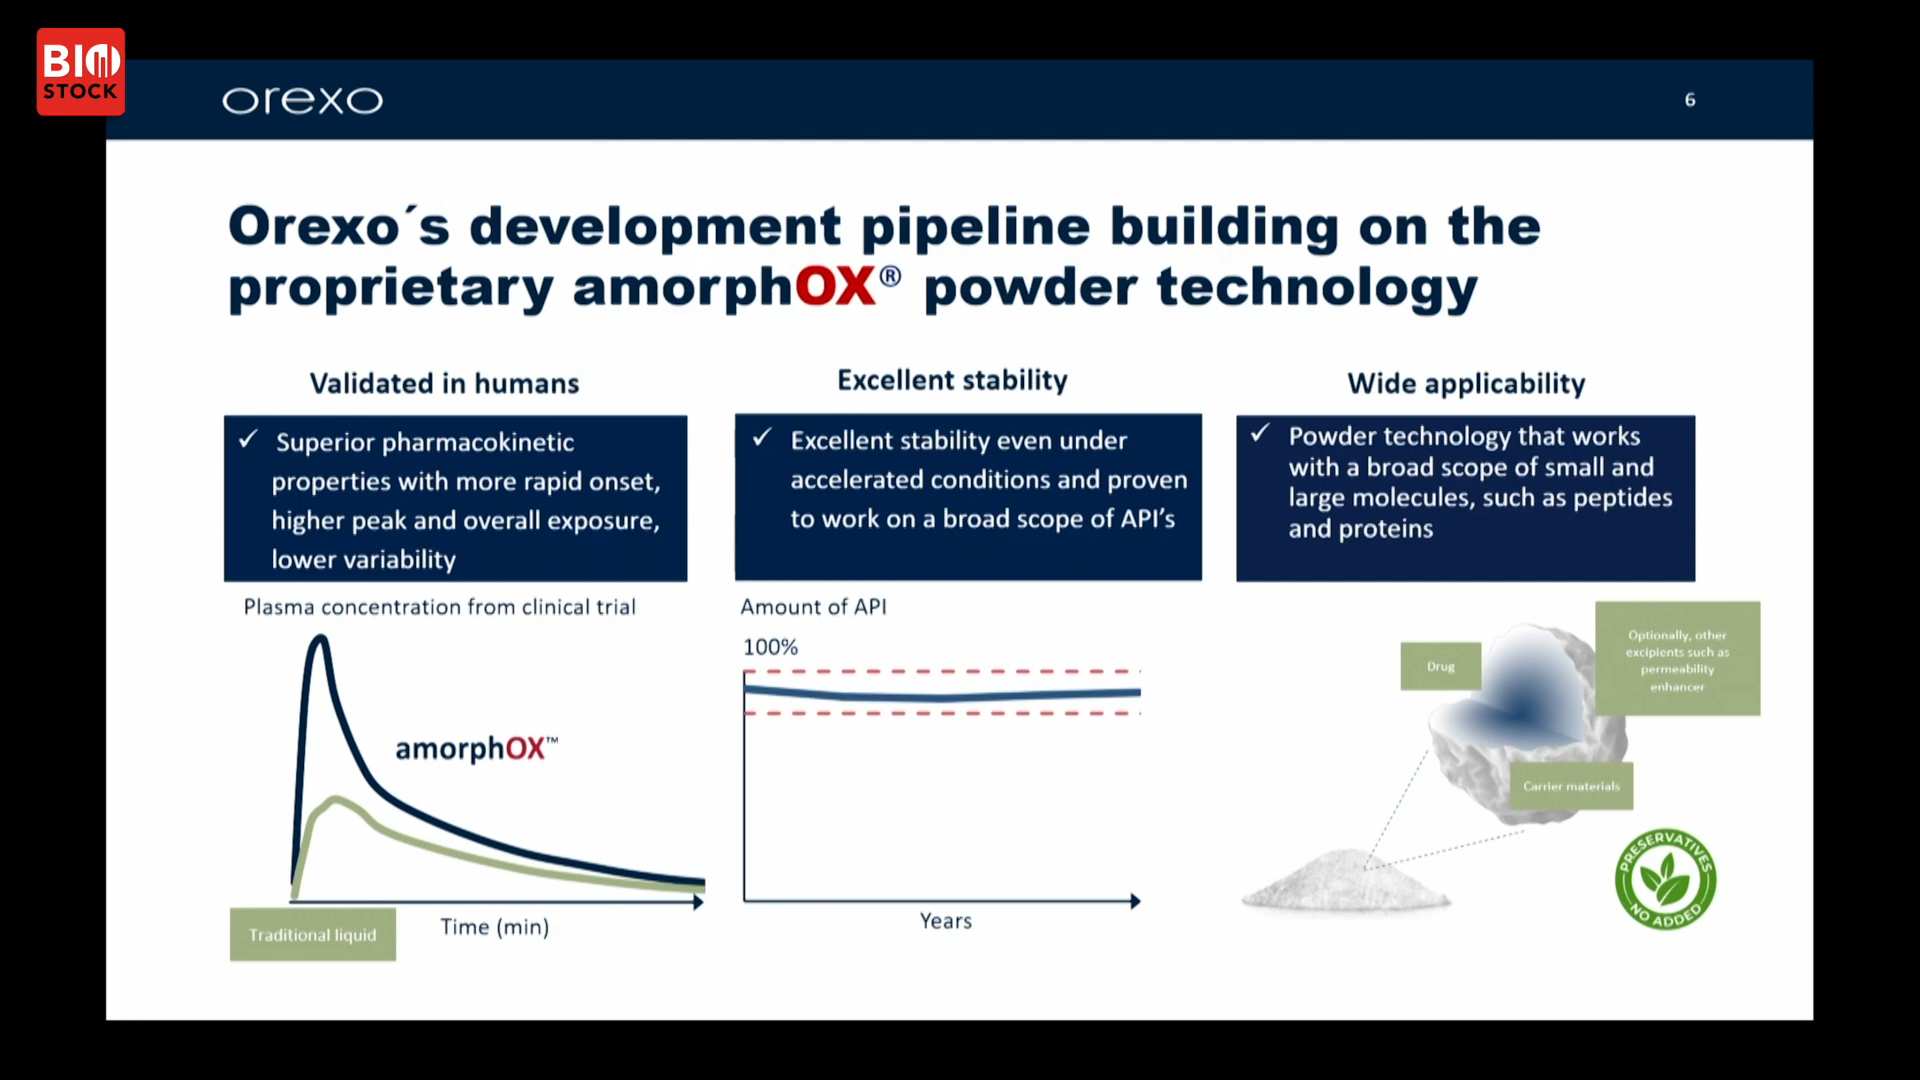 BIO
STOCK
orexo
6
Orexo´s development pipeline building on the
proprietary amorphOX® powder technology
Validated in humans
✓ Superior pharmacokinetic
properties with more rapid onset,
higher peak and overall exposure,
lower variability
Plasma concentration from clinical trial
amorphOX™
Time (min)
Traditional liquid
Excellent stability
✓ Excellent stability even under
accelerated conditions and proven
to work on a broad scope of API’s
Amount of API
100%
Years
Wide applicability
✓ Powder technology that works
with a broad scope of small and
large molecules, such as peptides
and proteins
Drug
Optionally, other
excipients such as
permeability
enhancer
Carrier materials
PRESERVATIVES
NO ADDED